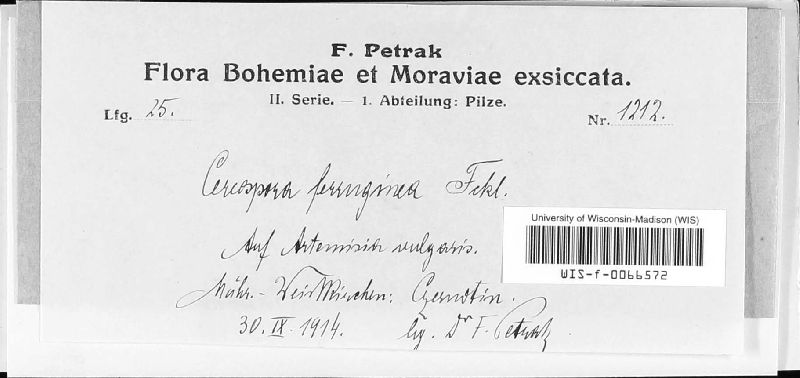 F. Petrak
Flora Bohemiae et Moraviae exsiccata.
II. Serie. — 1. Abteilung: Pilze.
Lfg. 25.
Nr. 1212.
Cercospora ferruginea Fckl.
Auf Artemisia vulgaris.
Mähr.-Weisskirchen: Czernotin.
30. IX. 1914. lg. Dr F. Petrak
University of Wisconsin-Madison (WIS)
WIS-f-0066572